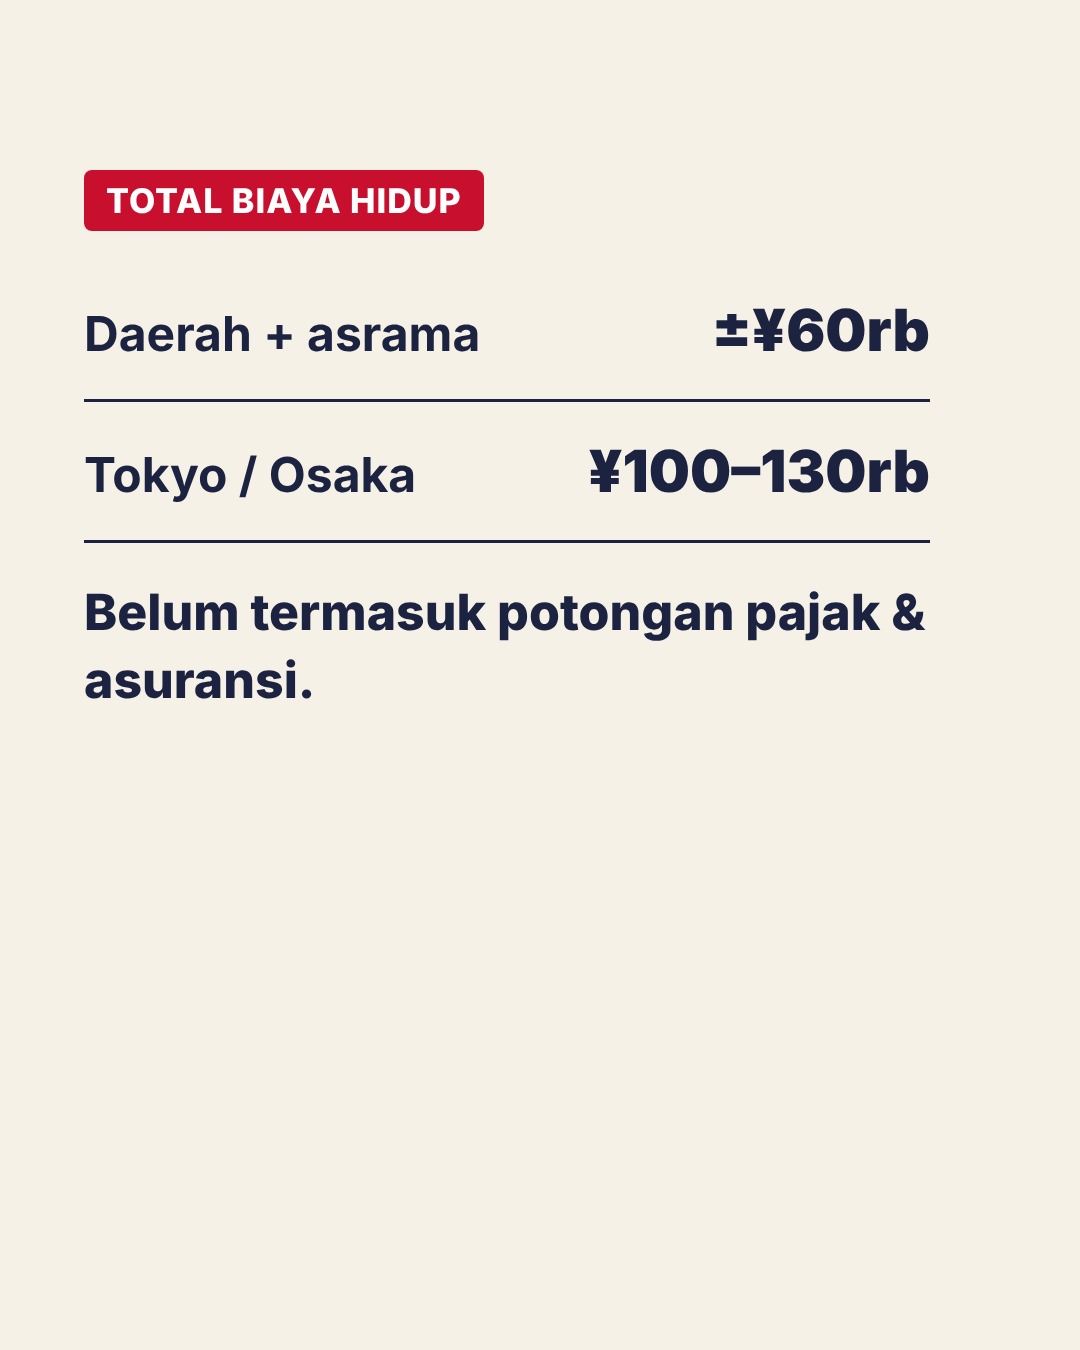 TOTAL BIAYA HIDUP
Daerah + asrama ±¥60rb
Tokyo / Osaka ¥100–130rb
Belum termasuk potongan pajak &
asuransi.